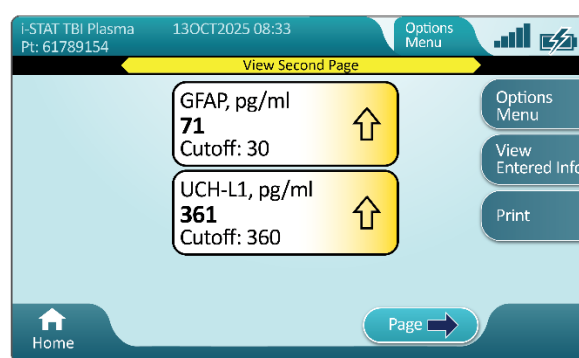 i-STAT TBI Plasma 13OCT2025 08:33 Options
Pt: 61789154 Menu
View Second Page
GFAP, pg/ml
71
Cutoff: 30
UCH-L1, pg/ml
361
Cutoff: 360
Options
Menu
View
Entered Info
Print
Page
Home